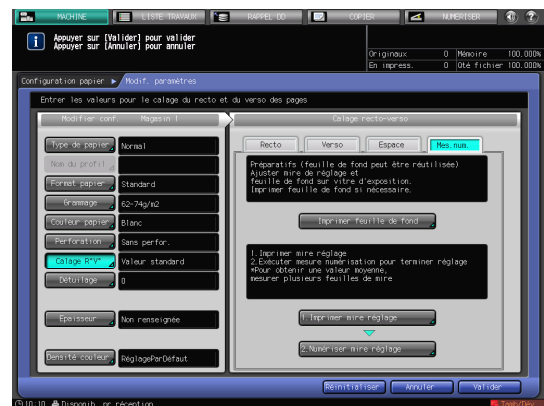 MACHINE
LISTE TRAVAUX
RAPPEL DD
COPIER
NUMERISER
Appuyer sur [Valider] pour valider
Appuyer sur [Annuler] pour annuler
Originaux 0 Mémoire 100.000%
En impress. 0 Qté fichier 100.000%
Configuration papier ▶ Modif. paramètres
Entrer les valeurs pour le calage du recto et du verso des pages
Modifier conf. Magasin 1
Calage recto-verso
Type de papier Normal
Nom du profil
Format papier Standard
Grammage 62-74g/m2
Couleur papier Blanc
Perforation Sans perfor.
Calage R°V° Valeur standard
Détuilage 0
Epaisseur Non renseignée
Densité couleur RéglageParDéfaut
Recto Verso Espace Mes.num.
Préparatifs (feuille de fond peut être réutilisée)
Ajuster mire de réglage et
feuille de fond sur vitre d'exposition.
Imprimer feuille de fond si nécessaire.
Imprimer feuille de fond
1.Imprimer mire réglage
2.Exécuter mesure numérisation pour terminer réglage
*Pour obtenir une valeur moyenne,
mesurer plusieurs feuilles de mire
1.Imprimer mire réglage
2.Numériser mire réglage
Réinitialiser Annuler Valider
10:10 Disponib. pr réception
Tamb/Dév